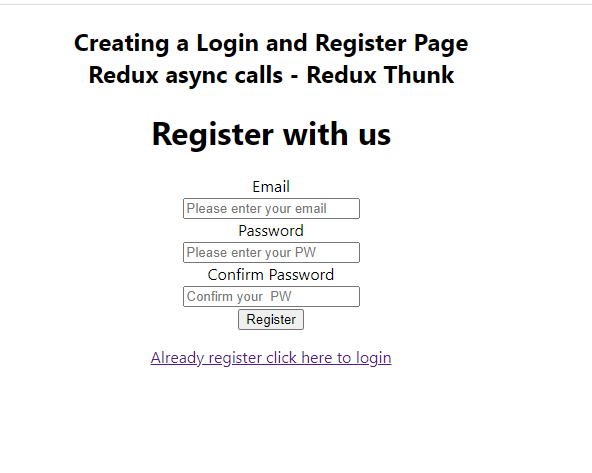 Creating a Login and Register Page
Redux async calls - Redux Thunk
Register with us
Email
Please enter your email
Password
Please enter your PW
Confirm Password
Confirm your  PW
Register
Already register click here to login